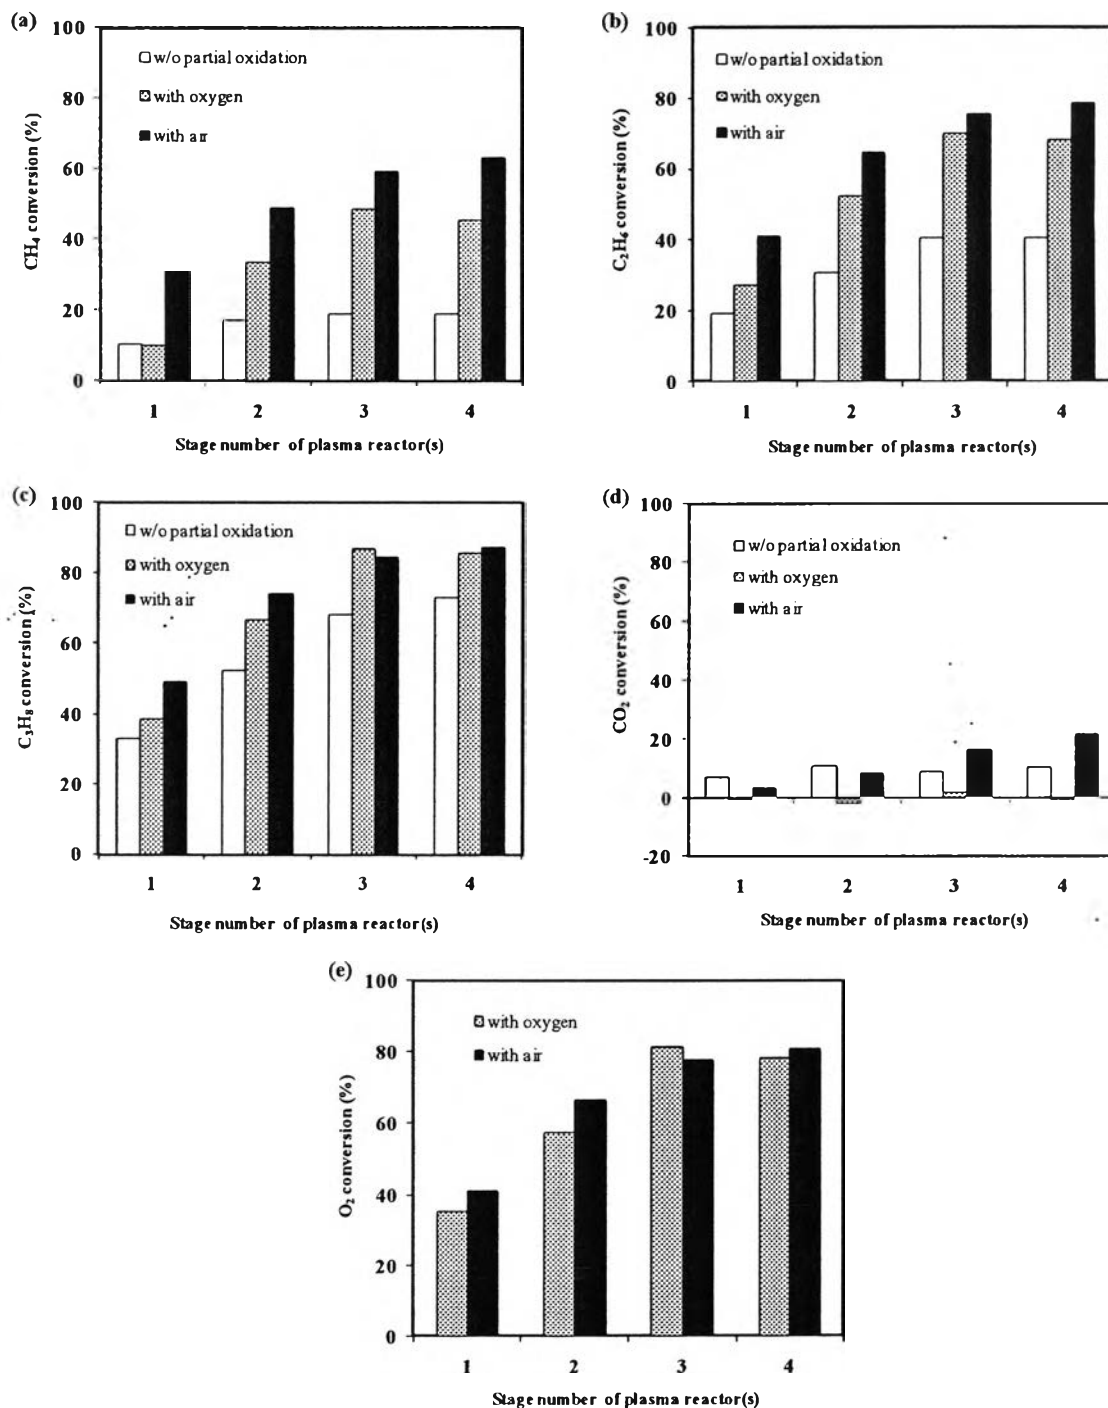 (a)
100
80
60
40
20
0
CH₄ conversion (%)
w/o partial oxidation
with oxygen
with air
1 2 3 4
Stage number of plasma reactor(s)
(b)
100
80
60
40
20
0
C₂H₆ conversion (%)
w/o partial oxidation
with oxygen
with air
1 2 3 4
Stage number of plasma reactor(s)
(c)
100
80
60
40
20
0
C₃H₈ conversion (%)
w/o partial oxidation
with oxygen
with air
1 2 3 4
Stage number of plasma reactor(s)
(d)
100
80
60
40
20
0
-20
CO₂ conversion (%)
w/o partial oxidation
with oxygen
with air
1 2 3 4
Stage number of plasma reactor(s)
(e)
100
80
60
40
20
0
O₂ conversion (%)
with oxygen
with air
1 2 3 4
Stage number of plasma reactor(s)